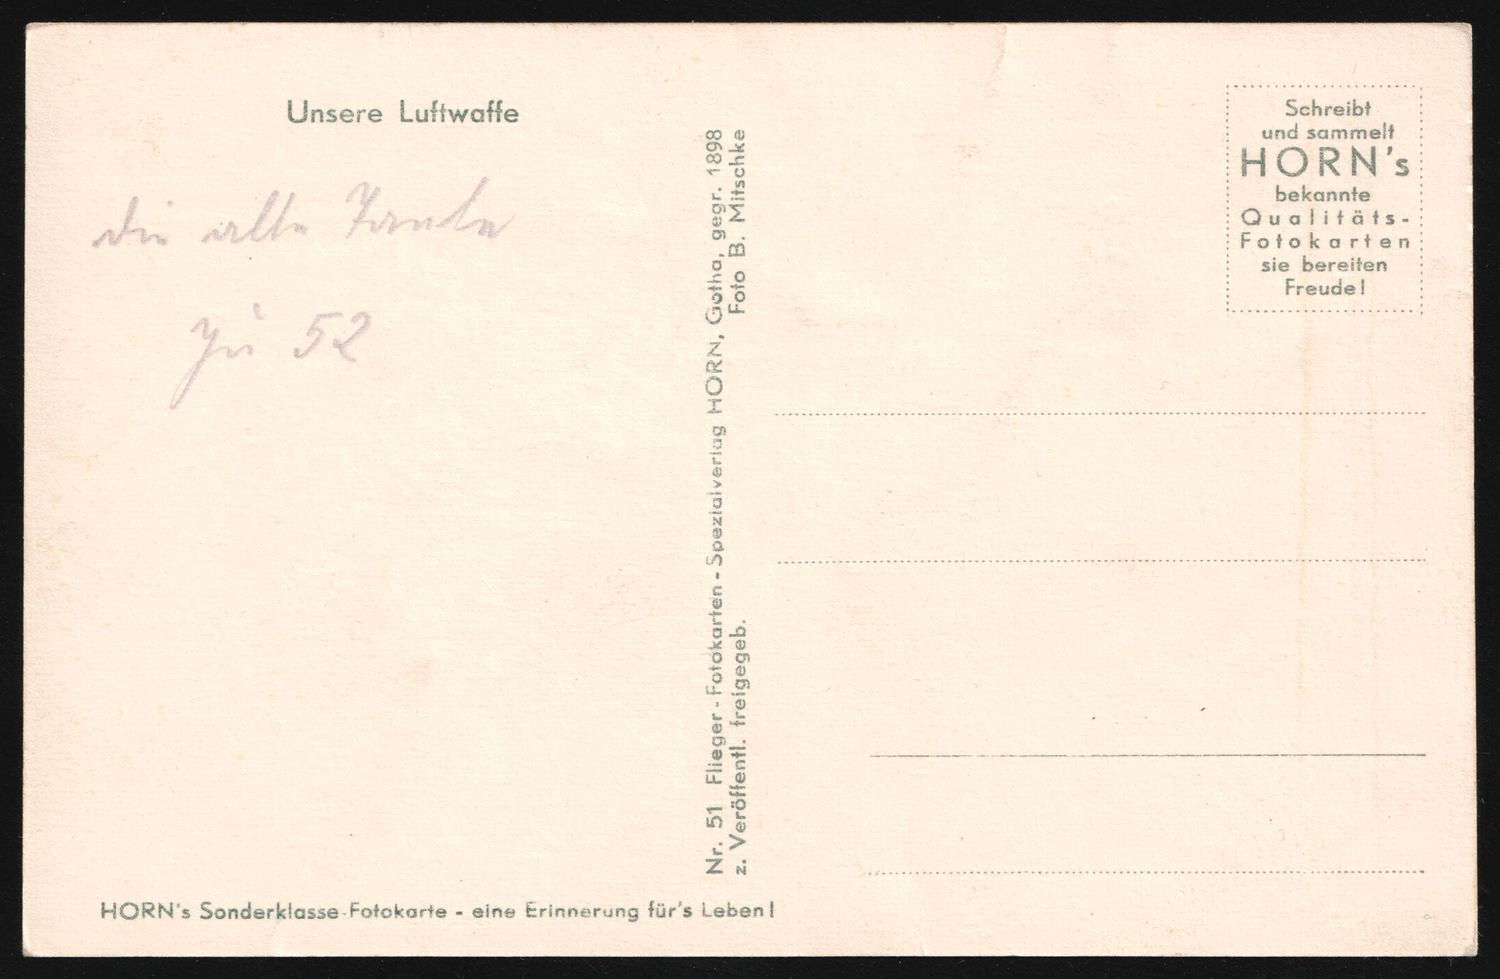 Unsere Luftwaffe
die alte Tante
Ju 52
Nr. 51 Flieger-Fotokarten-Spezialverlag HORN, Gotha, gegr. 1898
z. Veröffentl. freigegeb. Foto B. Mitschke
Schreibt
und sammelt
HORN's
bekannte
Qualitäts-
Fotokarten
sie bereiten
Freude!
HORN's Sonderklasse-Fotokarte - eine Erinnerung für's Leben!